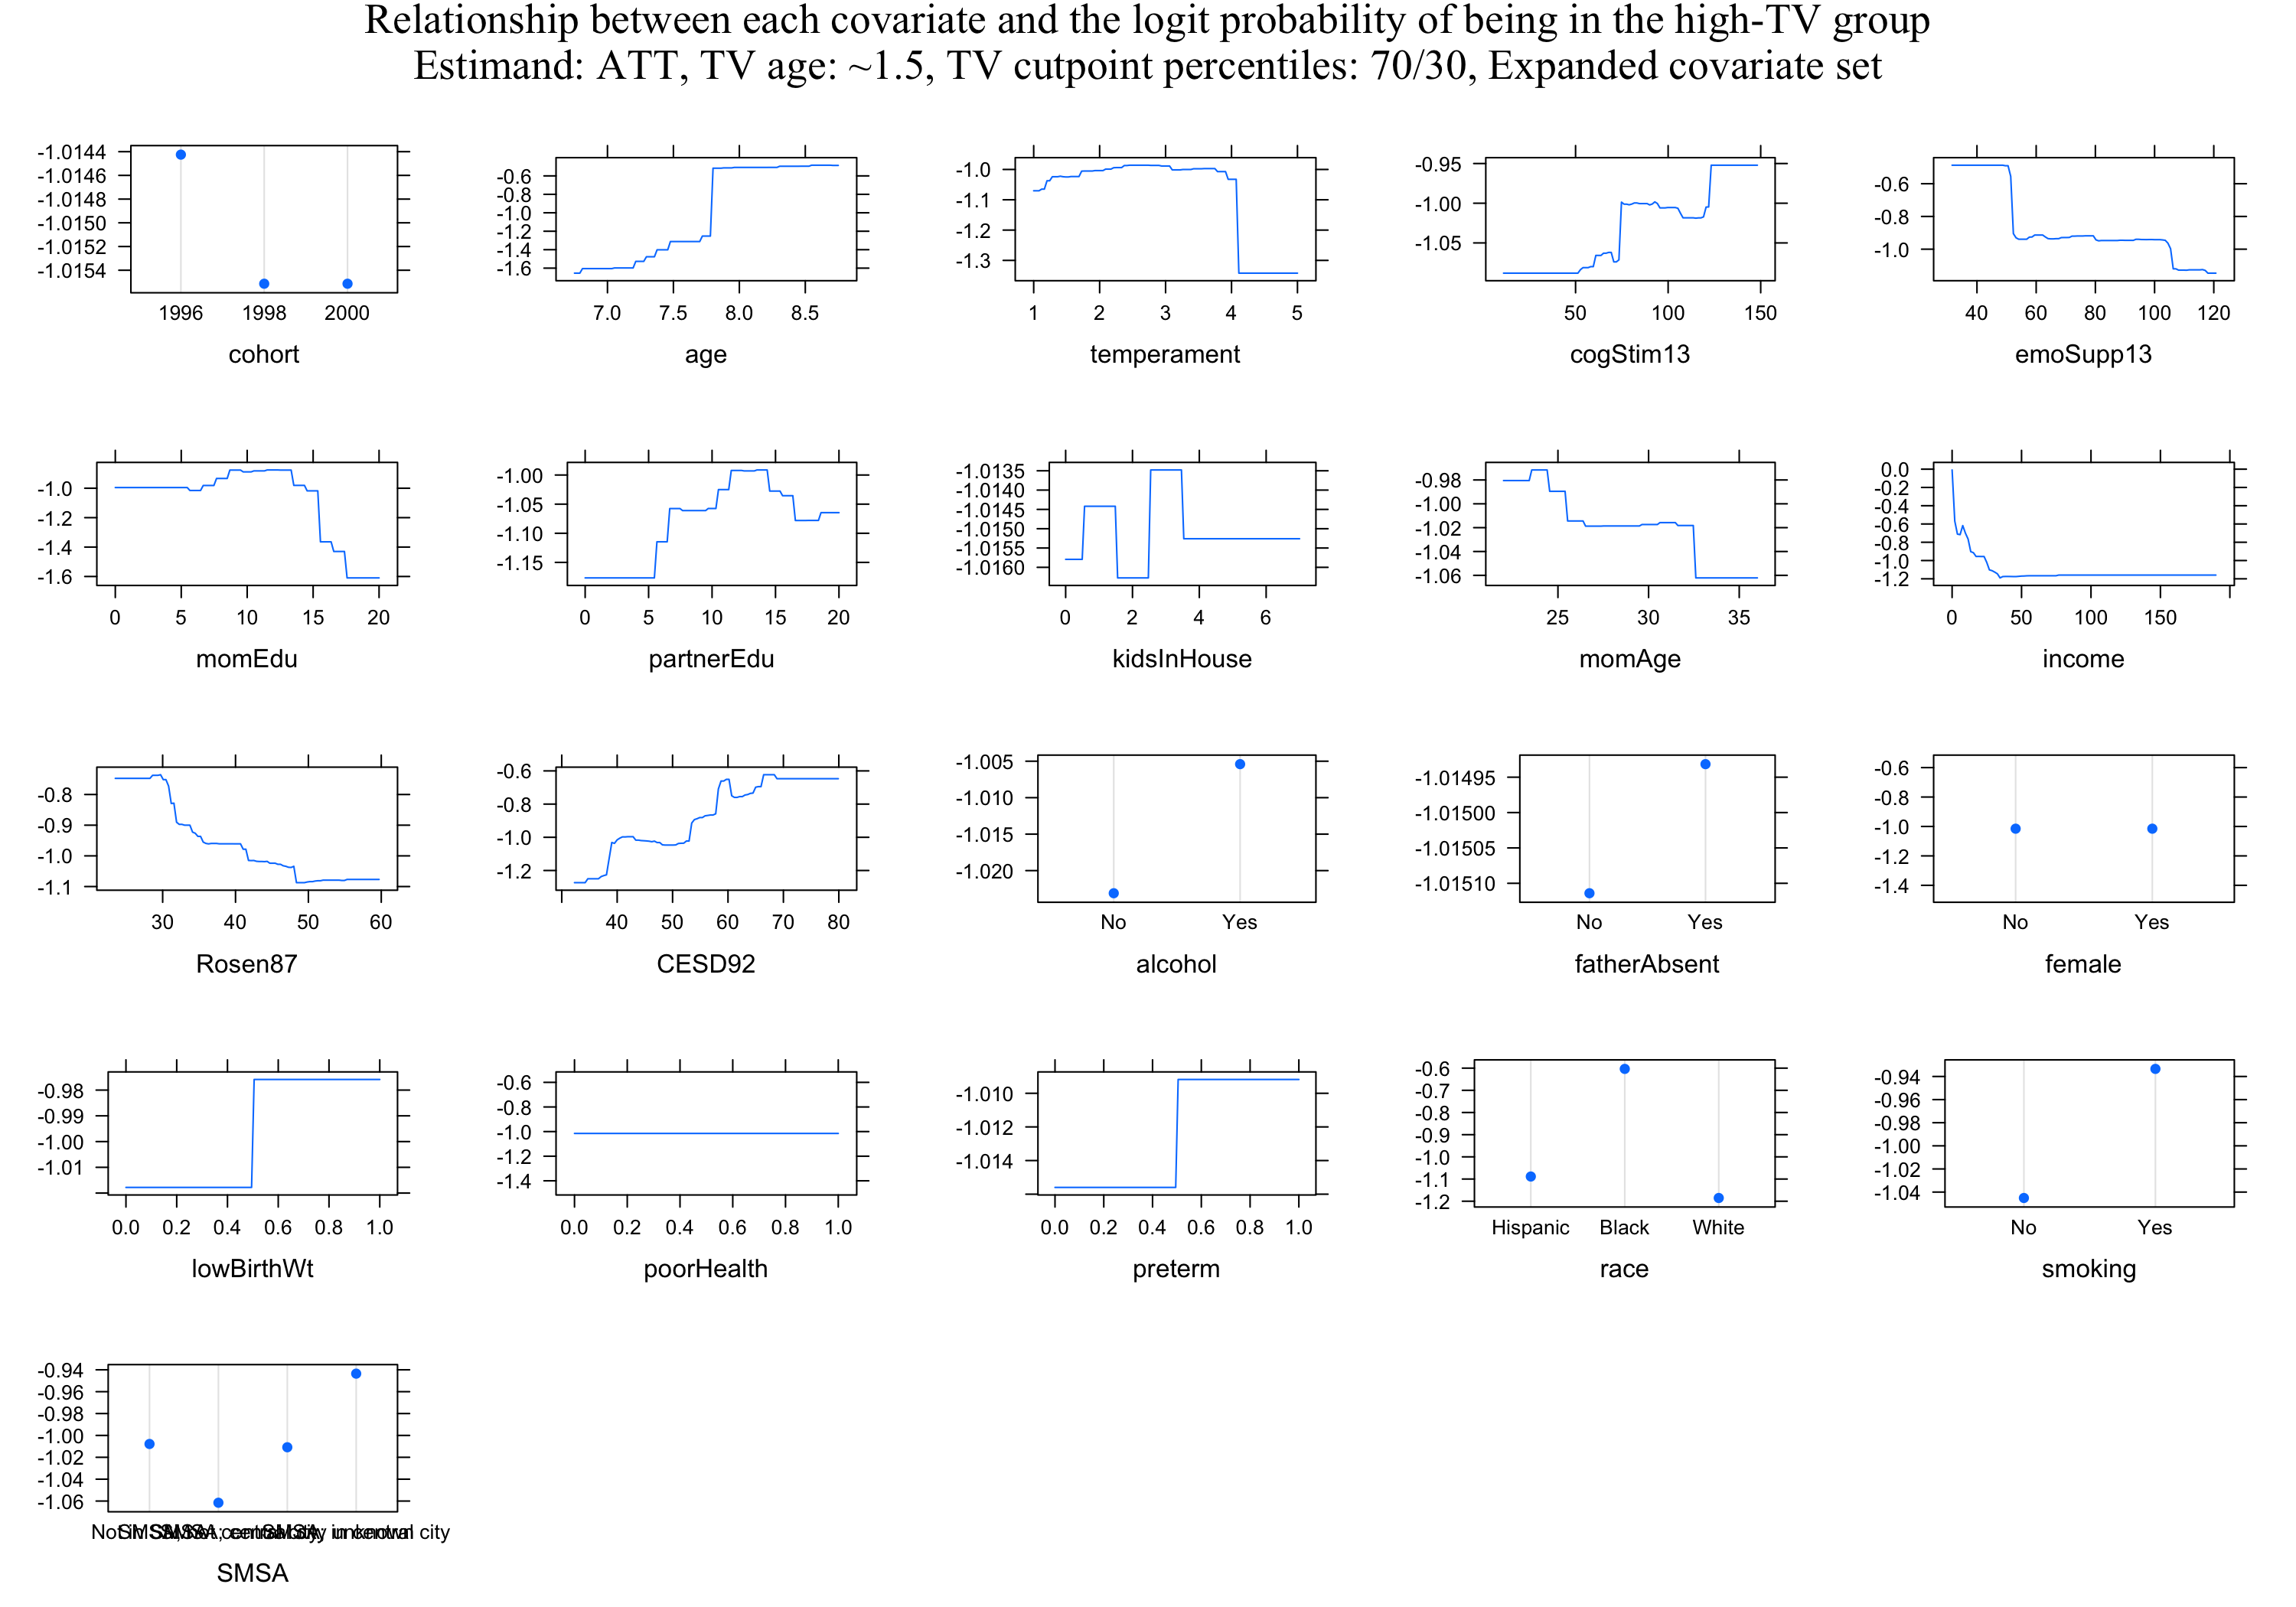 Relationship between each covariate and the logit probability of being in the high-TV group
Estimand: ATT, TV age: ~1.5, TV cutpoint percentiles: 70/30, Expanded covariate set
-1.0144
-1.0146
-1.0148
-1.0150
-1.0152
-1.0154
1996 1998 2000
cohort
-0.6
-0.8
-1.0
-1.2
-1.4
-1.6
7.0 7.5 8.0 8.5
age
-1.0
-1.1
-1.2
-1.3
1 2 3 4 5
temperament
-0.95
-1.00
-1.05
50 100 150
cogStim13
-0.6
-0.8
-1.0
40 60 80 100 120
emoSupp13
-1.0
-1.2
-1.4
-1.6
0 5 10 15 20
momEdu
-1.00
-1.05
-1.10
-1.15
0 5 10 15 20
partnerEdu
-1.0135
-1.0140
-1.0145
-1.0150
-1.0155
-1.0160
0 2 4 6
kidsInHouse
-0.98
-1.00
-1.02
-1.04
-1.06
25 30 35
momAge
0.0
-0.2
-0.4
-0.6
-0.8
-1.0
-1.2
0 50 100 150
income
-0.8
-0.9
-1.0
-1.1
30 40 50 60
Rosen87
-0.6
-0.8
-1.0
-1.2
40 50 60 70 80
CESD92
-1.005
-1.010
-1.015
-1.020
No Yes
alcohol
-1.01495
-1.01500
-1.01505
-1.01510
No Yes
fatherAbsent
-0.6
-0.8
-1.0
-1.2
-1.4
No Yes
female
-0.98
-0.99
-1.00
-1.01
0.0 0.2 0.4 0.6 0.8 1.0
lowBirthWt
-0.6
-0.8
-1.0
-1.2
-1.4
0.0 0.2 0.4 0.6 0.8 1.0
poorHealth
-1.010
-1.012
-1.014
0.0 0.2 0.4 0.6 0.8 1.0
preterm
-0.6
-0.7
-0.8
-0.9
-1.0
-1.1
-1.2
Hispanic Black White
race
-0.94
-0.96
-0.98
-1.00
-1.02
-1.04
No Yes
smoking
-0.94
-0.96
-0.98
-1.00
-1.02
-1.04
-1.06
SMSA